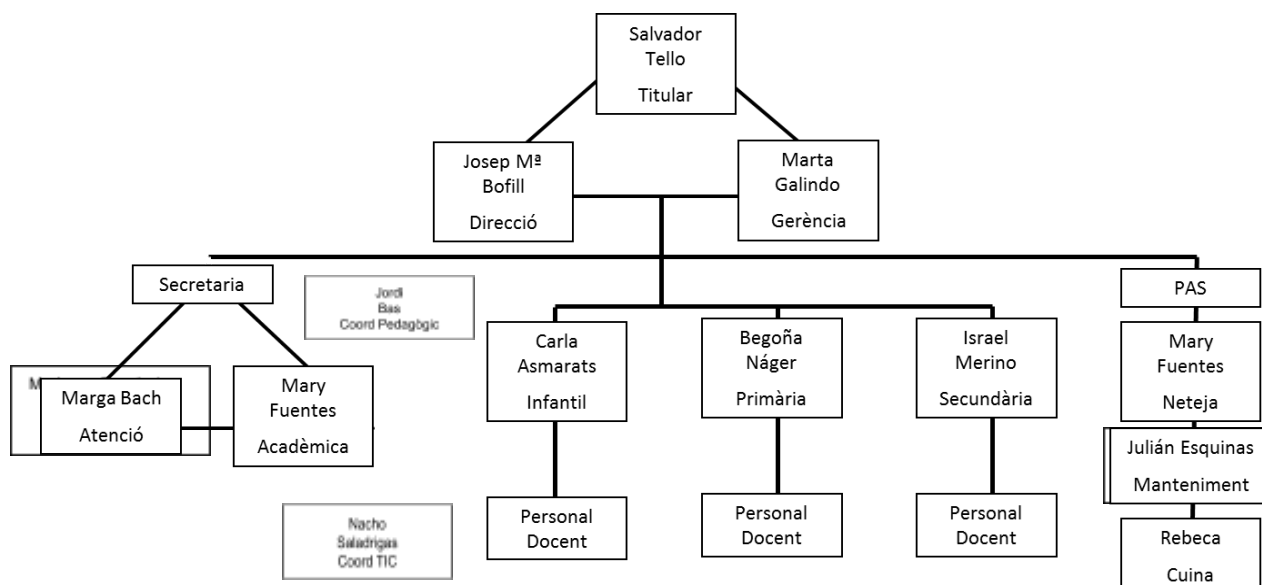 Salvador
Tello
Titular
Josep Mª
Bofill
Direcció
Marta
Galindo
Gerència
Secretaria
Jordi
Bas
Coord Pedagògic
PAS
Carla
Asmarats
Infantil
Begoña
Náger
Primària
Israel
Merino
Secundària
Mary
Fuentes
Neteja
Marga Bach
Atenció
Mary
Fuentes
Acadèmica
Julián Esquinas
Manteniment
Nacho
Saladrigas
Coord TIC
Personal
Docent
Personal
Docent
Personal
Docent
Rebeca
Cuina